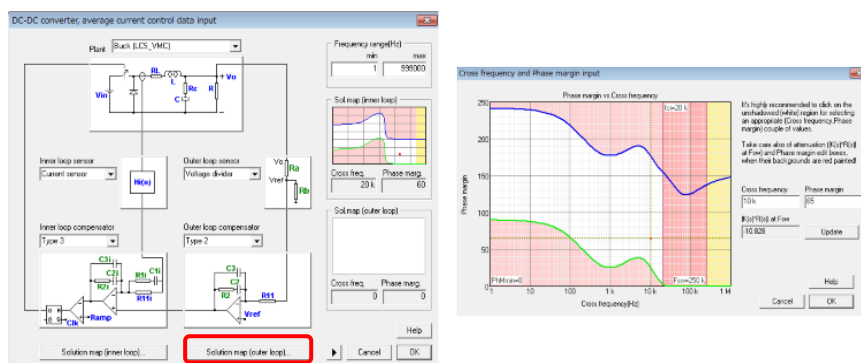 DC-DC converter, average current control data input
Plant Buck (LCS_VMC)
Vin
RL
L
Rc
C
R
+Vo
Frequency range(Hz)
min max
1 999000
Sol.map (inner loop)
Cross freq. Phase marg.
20 k 60
Sol.map (outer loop)
Cross freq. Phase marg.
0 0
Inner loop sensor
Current sensor
Hi(s)
Outer loop sensor
Voltage divider
Vo
Ra
Vref
Rb
Inner loop compensator
Type 3
C3i
C2i
R2i
R1i
C1i
R11i
Clk
Ramp
Outer loop compensator
Type 2
C3
C2
R2
R11
Vref
Solution map (inner loop)...
Solution map (outer loop)...
Help
Cancel
OK
Cross frequency and Phase margin input
Phase margin vs Cross frequency
Phase margin
250
200
150
100
50
0
PhMmin=0
Fsw=250 k
1 10 100 1 k 10 k 100 k 1 M
Cross frequency(Hz)
It's highly recommended to click on the
unshadowed (white) region for selecting
an appropriate (Cross frequency,Phase
margin) couple of values.
Take care also of attenuation (|K(s)*R(s)|
at Fsw) and Phase margin edit boxes,
when their backgrounds are red painted!
Cross frequency Phase margin
10 k 65
|K(s)*R(s)| at Fsw
-10.828
Update
Help
Cancel
OK